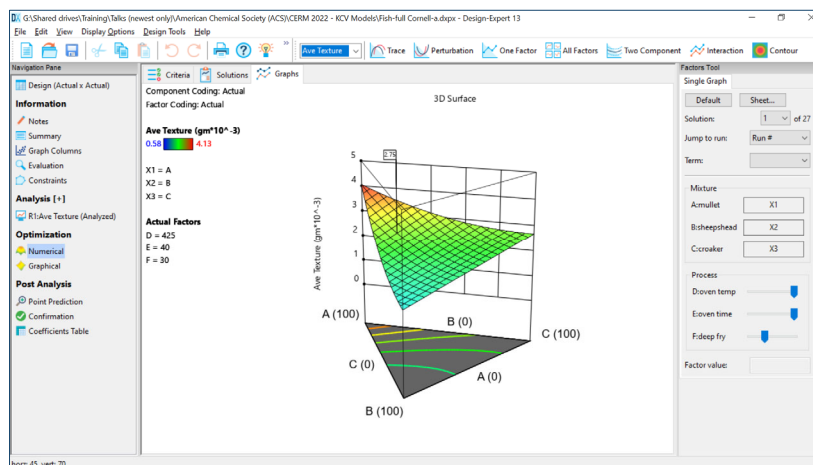 G:\Shared drives\Training\Talks (newest only)\American Chemical Society (ACS)\CERM 2022 - KCV Models\Fish-full Cornell-a.dxpx - Design-Expert 13
File Edit View Display Options Design Tools Help
Ave Texture Trace Perturbation One Factor All Factors Two Component Interaction Contour
Navigation Pane
Design (Actual x Actual)
Information
Notes
Summary
Graph Columns
Evaluation
Constraints
Analysis [+]
R1:Ave Texture (Analyzed)
Optimization
Numerical
Graphical
Post Analysis
Point Prediction
Confirmation
Coefficients Table
Criteria Solutions Graphs
Component Coding: Actual
Factor Coding: Actual
Ave Texture (gm*10^-3)
0.58 4.13
X1 = A
X2 = B
X3 = C
Actual Factors
D = 425
E = 40
F = 30
3D Surface
2.75
5
4
3
2
1
0
Ave Texture (gm*10^-3)
A (100)
B (0)
C (100)
C (0)
A (0)
B (100)
Factors Tool
Single Graph
Default Sheet...
Solution: 1 of 27
Jump to run: Run #
Term:
Mixture
A:mullet X1
B:sheepshead X2
C:croaker X3
Process
D:oven temp
E:oven time
F:deep fry
Factor value:
horz: 45 vert: 70